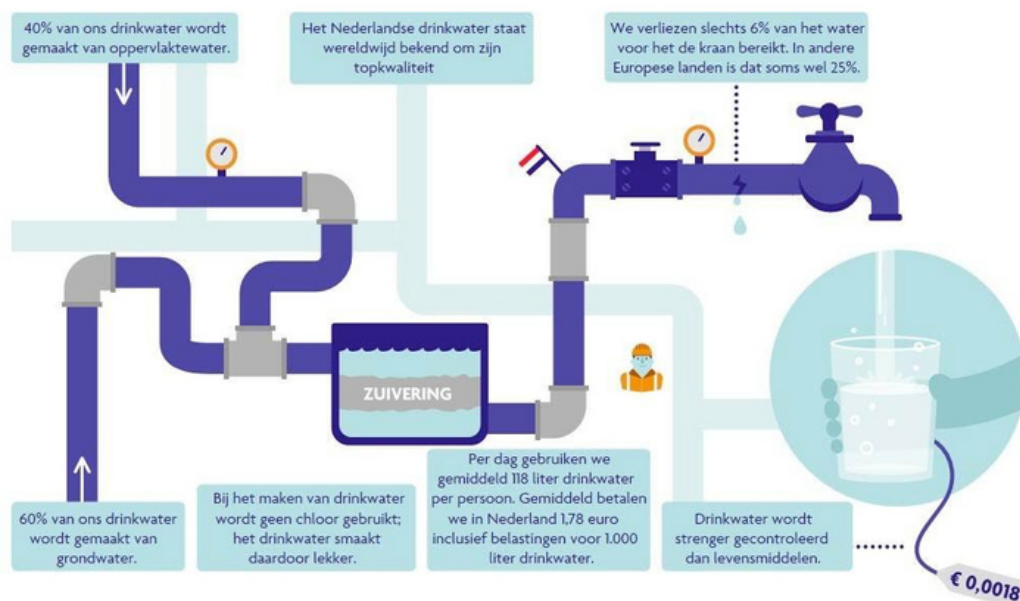 40% van ons drinkwater wordt
gemaakt van oppervlaktewater.
Het Nederlandse drinkwater staat
wereldwijd bekend om zijn
topkwaliteit
We verliezen slechts 6% van het water
voor het de kraan bereikt. In andere
Europese landen is dat soms wel 25%.
ZUIVERING
60% van ons drinkwater
wordt gemaakt van
grondwater.
Bij het maken van drinkwater
wordt geen chloor gebruikt;
het drinkwater smaakt
daardoor lekker.
Per dag gebruiken we
gemiddeld 118 liter drinkwater
per persoon. Gemiddeld betalen
we in Nederland 1,78 euro
inclusief belastingen voor 1.000
liter drinkwater.
Drinkwater wordt
strenger gecontroleerd
dan levensmiddelen.
€ 0,0018